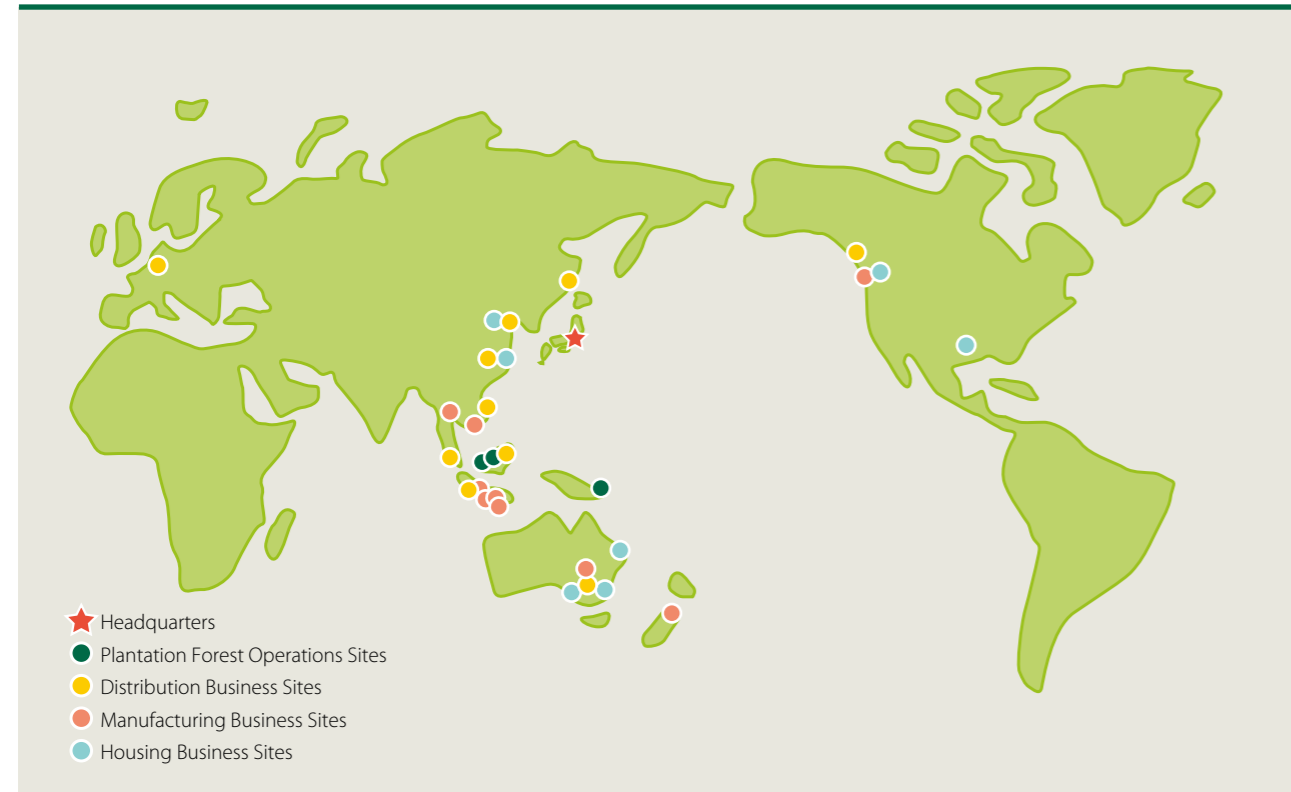 Headquarters
Plantation Forest Operations Sites
Distribution Business Sites
Manufacturing Business Sites
Housing Business Sites